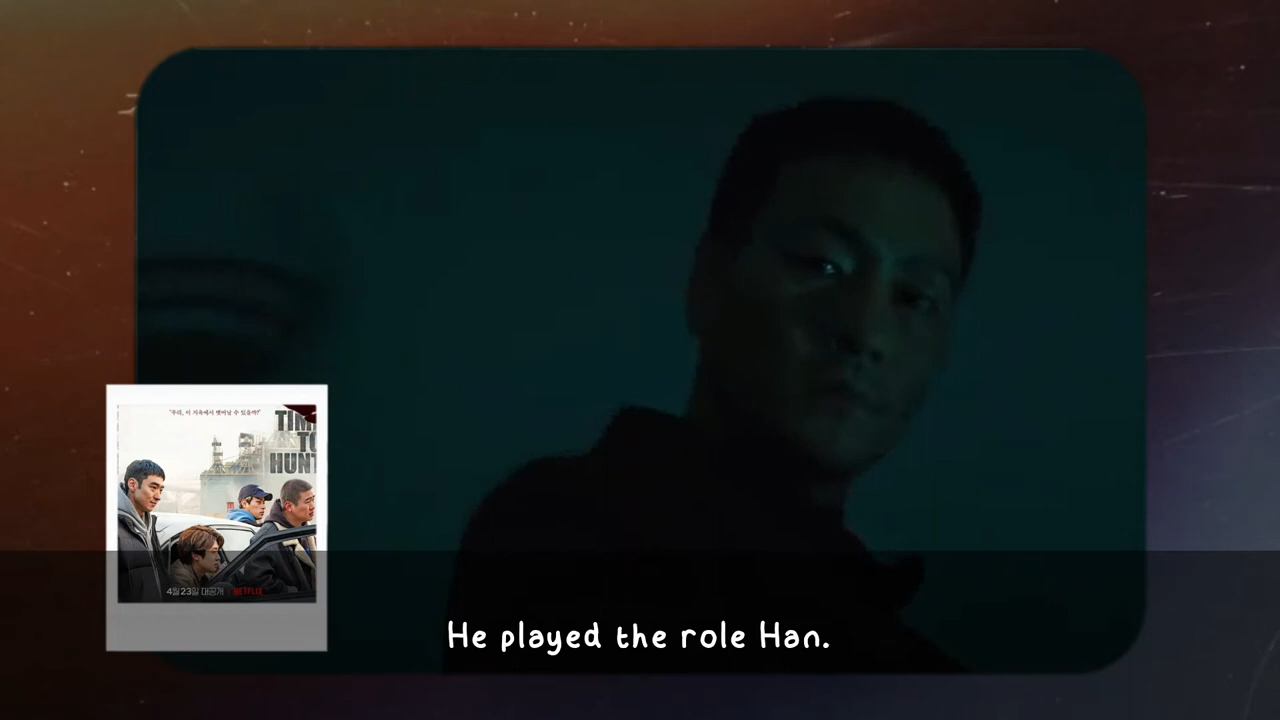 "우리, 이 지옥에서 벗어날 수 있을까?"
TIM
TO
HUNT
4월 23일 대공개
NETFLIX
He played the role Han.